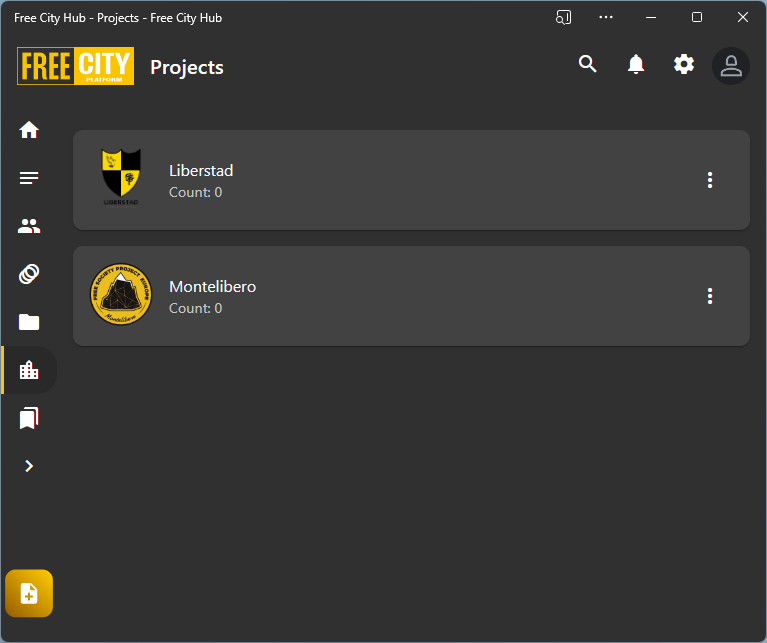 Free City Hub - Projects - Free City Hub
FREE CITY
PLATFORM
Projects
Liberstad
Count: 0
LIBERSTAD
Montelibero
Count: 0
FREE SOCIETY PROJECT EUROPE
Montelibero